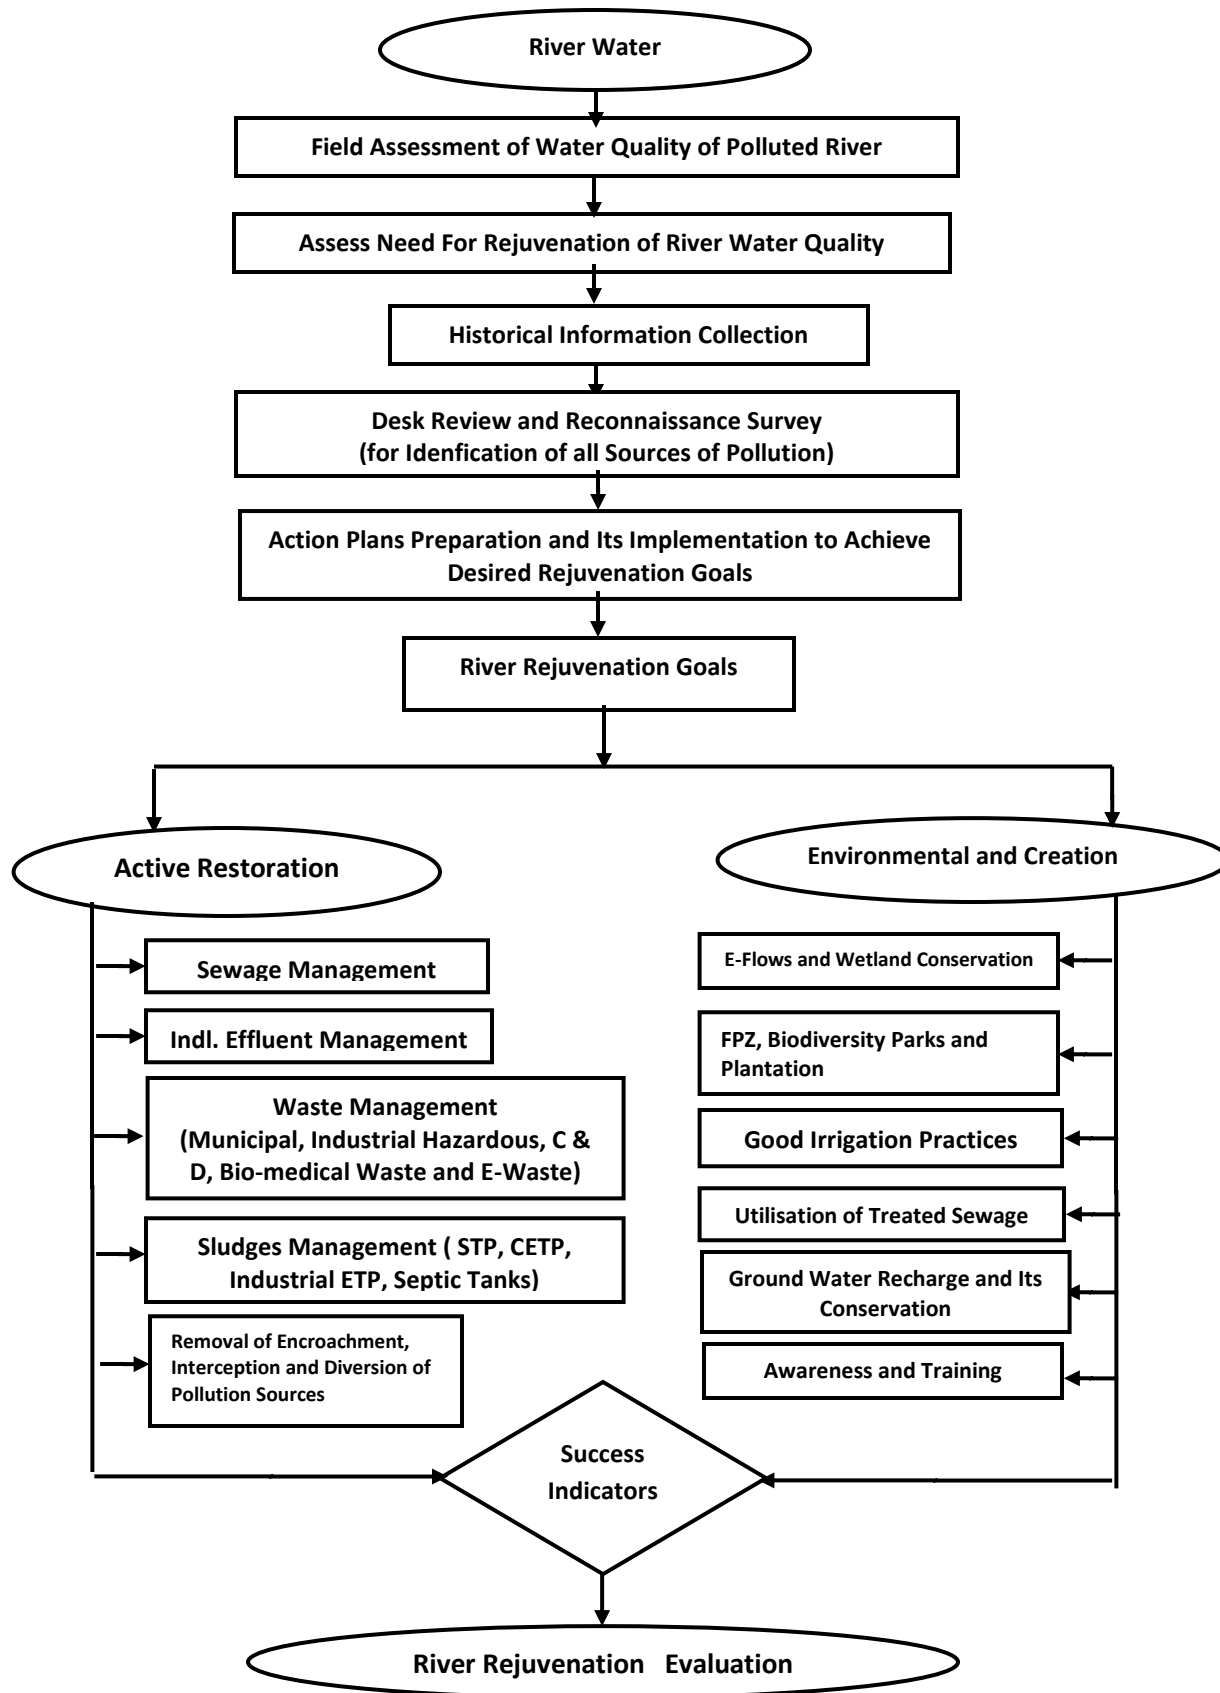 River Water
Field Assessment of Water Quality of Polluted River
Assess Need For Rejuvenation of River Water Quality
Historical Information Collection
Desk Review and Reconnaissance Survey
(for Idenfication of all Sources of Pollution)
Action Plans Preparation and Its Implementation to Achieve
Desired Rejuvenation Goals
River Rejuvenation Goals
Active Restoration
Sewage Management
Indl. Effluent Management
Waste Management
(Municipal, Industrial Hazardous, C &
D, Bio-medical Waste and E-Waste)
Sludges Management ( STP, CETP,
Industrial ETP, Septic Tanks)
Removal of Encroachment,
Interception and Diversion of
Pollution Sources
Environmental and Creation
E-Flows and Wetland Conservation
FPZ, Biodiversity Parks and
Plantation
Good Irrigation Practices
Utilisation of Treated Sewage
Ground Water Recharge and Its
Conservation
Awareness and Training
Success
Indicators
River Rejuvenation Evaluation